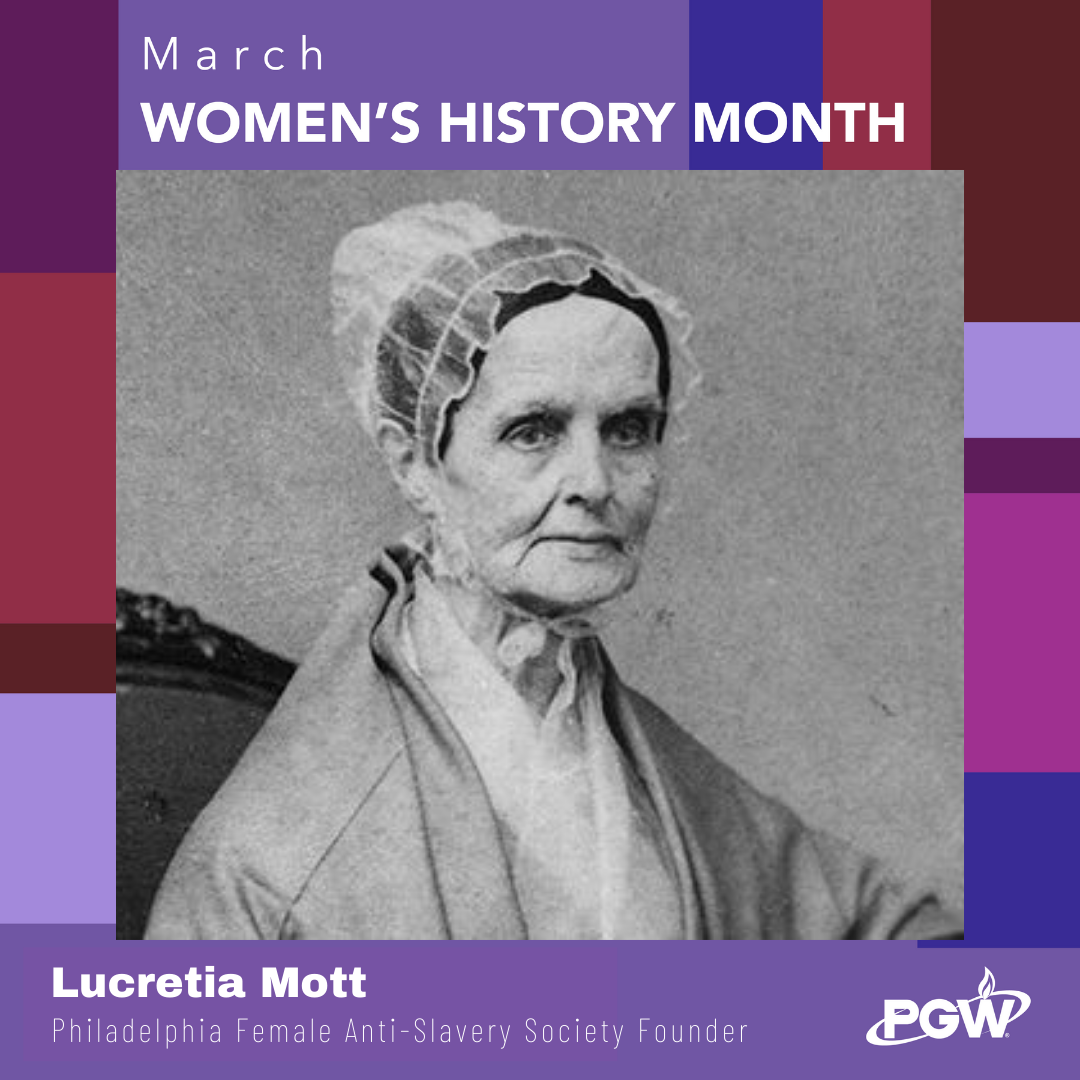 March
WOMEN’S HISTORY MONTH
Lucretia Mott
Philadelphia Female Anti-Slavery Society Founder
PGW